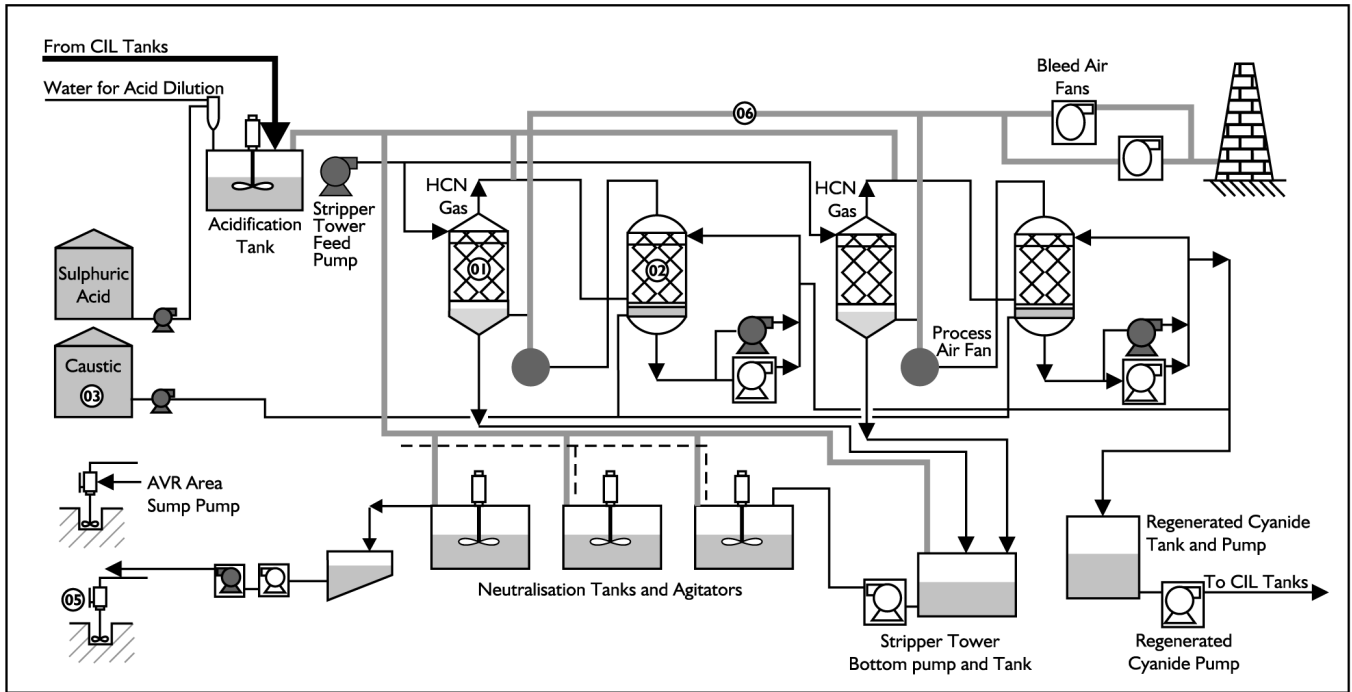 From CIL Tanks
Water for Acid Dilution
Acidification
Tank
Stripper
Tower
Feed
Pump
HCN
Gas
HCN
Gas
06
Bleed Air
Fans
Sulphuric
Acid
Caustic
03
01
02
Process
Air Fan
AVR Area
Sump Pump
05
Neutralisation Tanks and Agitators
Stripper Tower
Bottom pump and Tank
Regenerated Cyanide
Tank and Pump
To CIL Tanks
Regenerated
Cyanide Pump